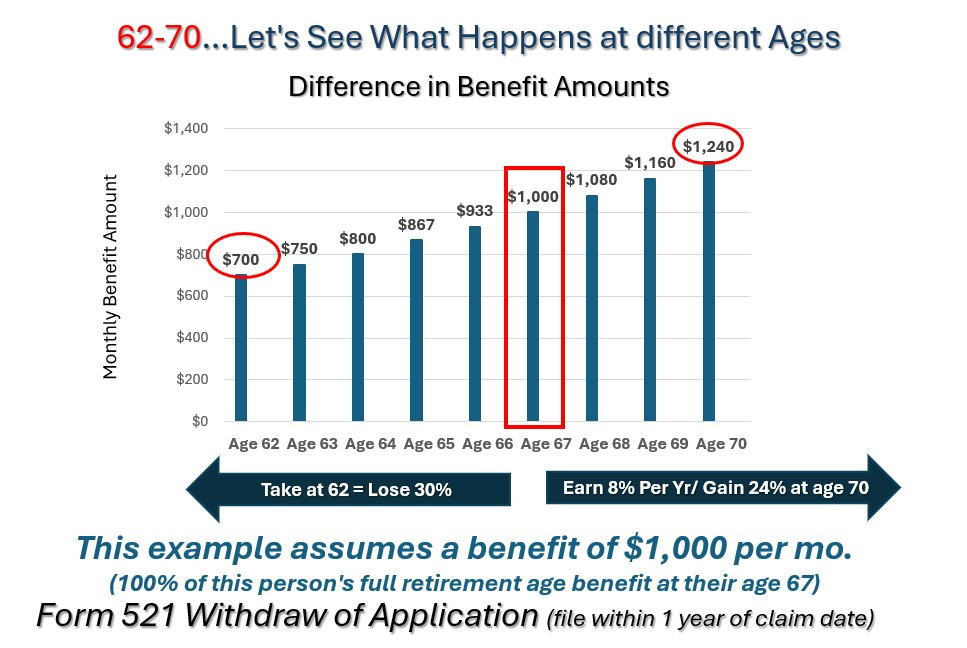 62-70...Let's See What Happens at different Ages
Difference in Benefit Amounts
Monthly Benefit Amount
$1,400
$1,200
$1,000
$800
$600
$400
$200
$0
$700
$750
$800
$867
$933
$1,000
$1,080
$1,160
$1,240
Age 62 Age 63 Age 64 Age 65 Age 66 Age 67 Age 68 Age 69 Age 70
Take at 62 = Lose 30%
Earn 8% Per Yr/ Gain 24% at age 70
This example assumes a benefit of $1,000 per mo.
(100% of this person's full retirement age benefit at their age 67)
Form 521 Withdraw of Application (file within 1 year of claim date)